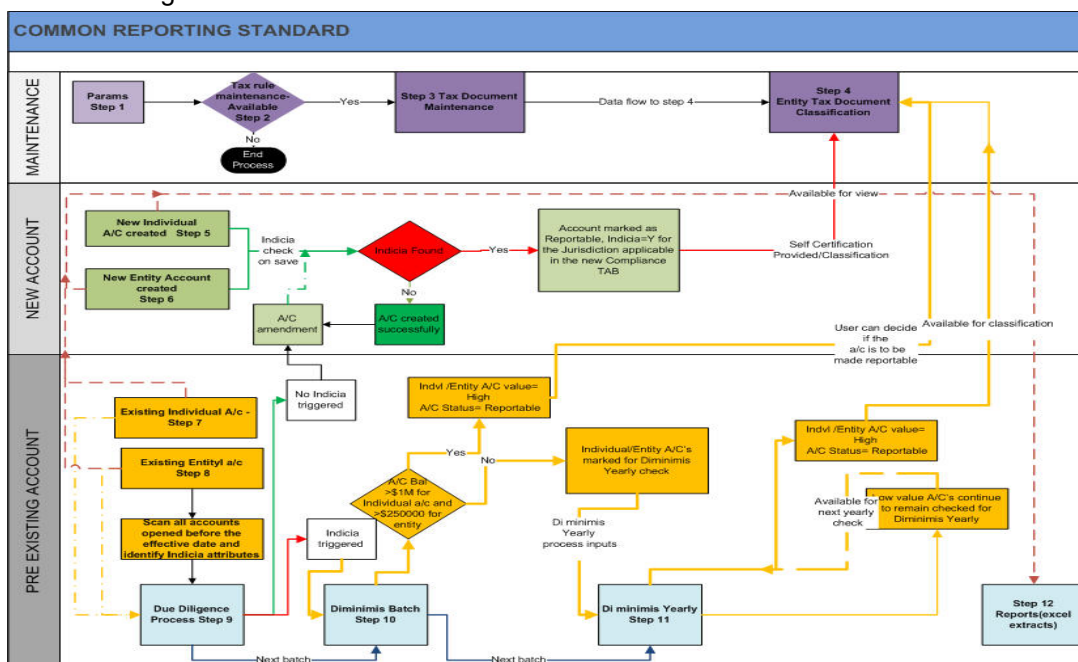 COMMON REPORTING STANDARD
MAINTENANCE
Params
Step 1
Tax rule
maintenance-
Available
Step 2
Yes
No
End
Process
Step 3 Tax Document
Maintenance
Data flow to step 4
Step 4
Entity Tax Document
Classification
Available for view
NEW ACCOUNT
New Individual
A/C created Step 5
New Entity Account
created
Step 6
Indicia
check
on save
Indicia Found
Yes
No
Account marked as
Reportable, Indicia=Y for
the Jurisdiction applicable
in the new Compliance
TAB
Self Certification
Provided/Classification
A/C
amendment
A/C created
successfully
User can decide
if the
a/c is to be
made reportable
Available for classification
PRE EXISTING ACCOUNT
No Indicia
triggered
Existing Individual A/c -
Step 7
Existing Entityl a/c
Step 8
Scan all accounts
opened before the
effective date and
identify Indicia attributes
Due Diligence
Process Step 9
Indicia
triggered
Indvl /Entity A/C value=
High
A/C Status= Reportable
Yes
No
A/C Bal
>$1M for
Individual a/c and
>$250000 for
entity
Individual/Entity A/C's
marked for Diminimis
Yearly check
Di minimis
Yearly
process inputs
Diminimis Batch
Step 10
Di minimis Yearly
Step 11
Indvl /Entity A/C value=
High
A/C Status= Reportable
Available for
next yearly
check
ow value A/C's continue
to remain checked for
Diminimis Yearly
Step 12
Reports(excel
extracts)
Next batch
Next batch